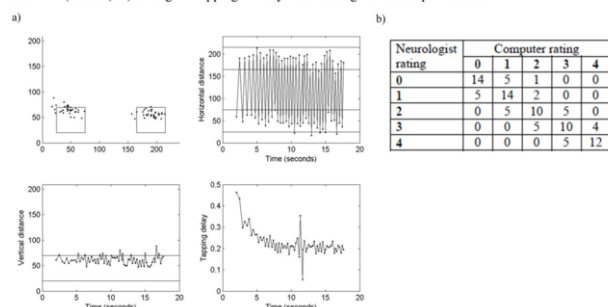 a)
b)
200
150
100
50
0
0 50 100 150 200
Horizontal distance
200
150
100
50
0
0 5 10 15 20
Time (seconds)
Neurologist rating Computer rating
0 1 2 3 4
0 14 5 1 0 0
1 5 14 2 0 0
2 0 5 10 5 0
3 0 0 5 10 4
4 0 0 0 5 12
Vertical distance
200
150
100
50
0
0 5 10 15 20
Time (seconds)
Tapping delay
0.5
0.4
0.3
0.2
0.1
0
0 5 10 15 20
Time (seconds)